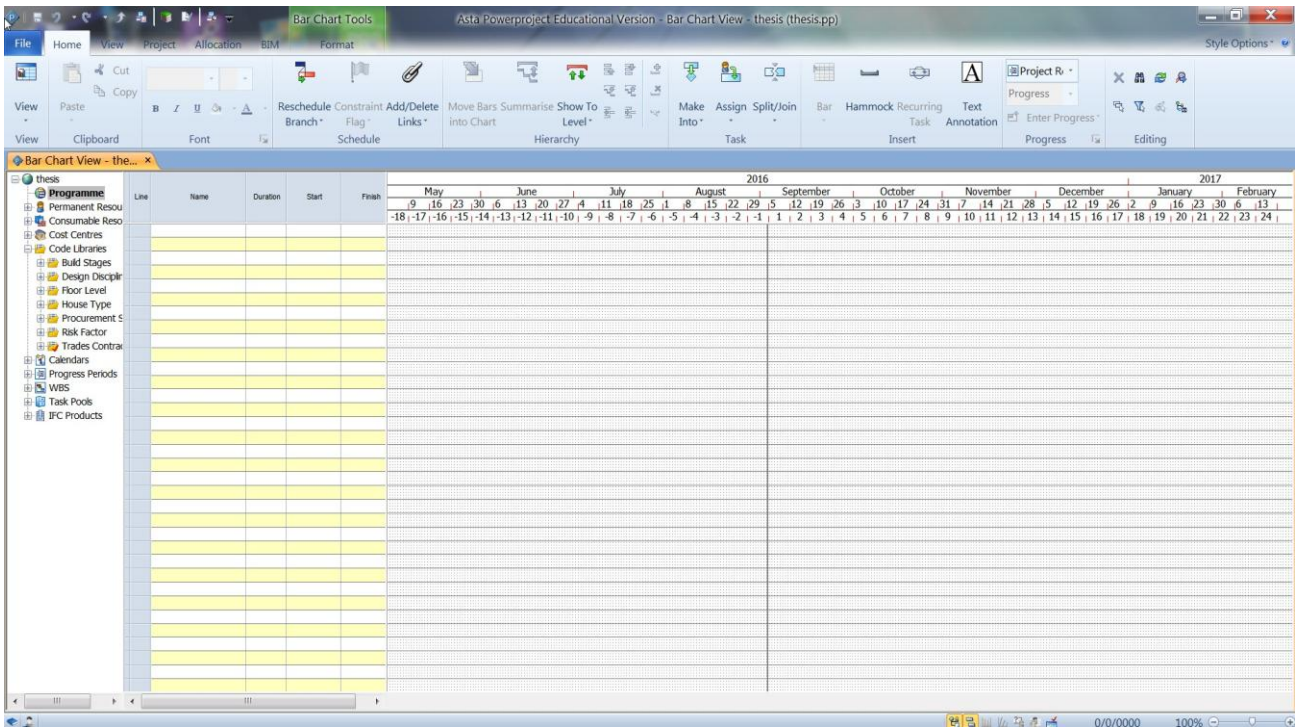 Bar Chart Tools
Asta Powerproject Educational Version - Bar Chart View - thesis (thesis.pp)
File Home View Project Allocation BIM Format Style Options
Cut
Copy
Project R
Progress
View Paste B I U A Reschedule Constraint Add/Delete Move Bars Summarise Show To Make Assign Split/Join Bar Hammock Recurring Text
Branch Flag Links into Chart Level Into Task Annotation Enter Progress
View Clipboard Font Schedule Hierarchy Task Insert Progress Editing
Bar Chart View - the... ×
thesis
Programme
Permanent Resou
Consumable Reso
Cost Centres
Code Libraries
Build Stages
Design Disciplin
Floor Level
House Type
Procurement S
Risk Factor
Trades Contrac
Calendars
Progress Periods
WBS
Task Pools
IFC Products
Line Name Duration Start Finish
2016 2017
May June July August September October November December January February
9 16 23 30 6 13 20 27 4 11 18 25 1 8 15 22 29 5 12 19 26 3 10 17 24 31 7 14 21 28 5 12 19 26 2 9 16 23 30 6 13
-18 -17 -16 -15 -14 -13 -12 -11 -10 -9 -8 -7 -6 -5 -4 -3 -2 -1 1 2 3 4 5 6 7 8 9 10 11 12 13 14 15 16 17 18 19 20 21 22 23 24
0/0/0000 100%